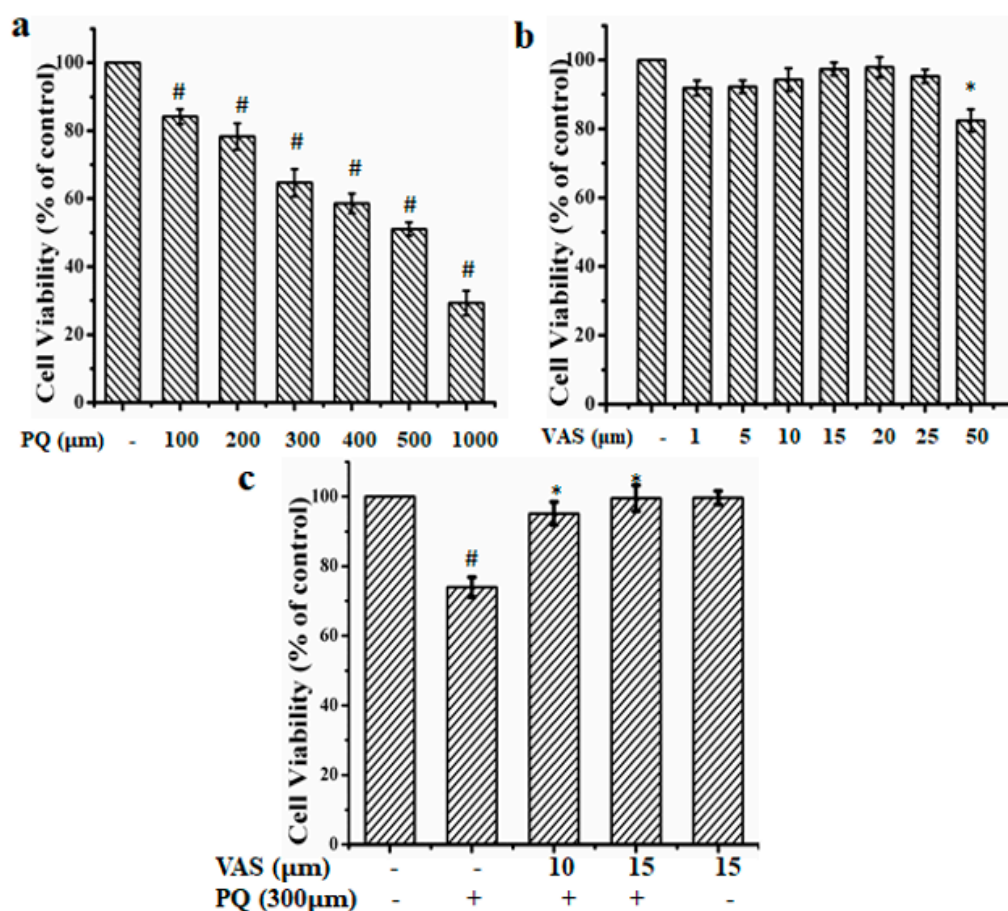 a
Cell Viability (% of control)
100
80
60
40
20
0
# # # # # #
PQ (μm) - 100 200 300 400 500 1000
b
Cell Viability (% of control)
100
80
60
40
20
0
*
VAS (μm) - 1 5 10 15 20 25 50
c
Cell Viability (% of control)
100
80
60
40
20
0
# * *
VAS (μm) - - 10 15 15
PQ (300μm) - + + + -